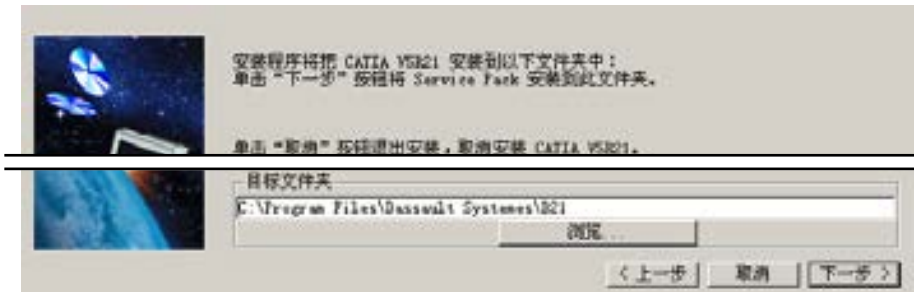 安装程序将把 CATIA V5R21 安装到以下文件夹中：
单击“下一步”按钮将 Service Pack 安装到此文件夹。
单击“取消”按钮退出安装，取消安装 CATIA V5R21。
目标文件夹
C:\Program Files\Dassault Systemes\B21
浏览...
< 上一步
取消
下一步 >